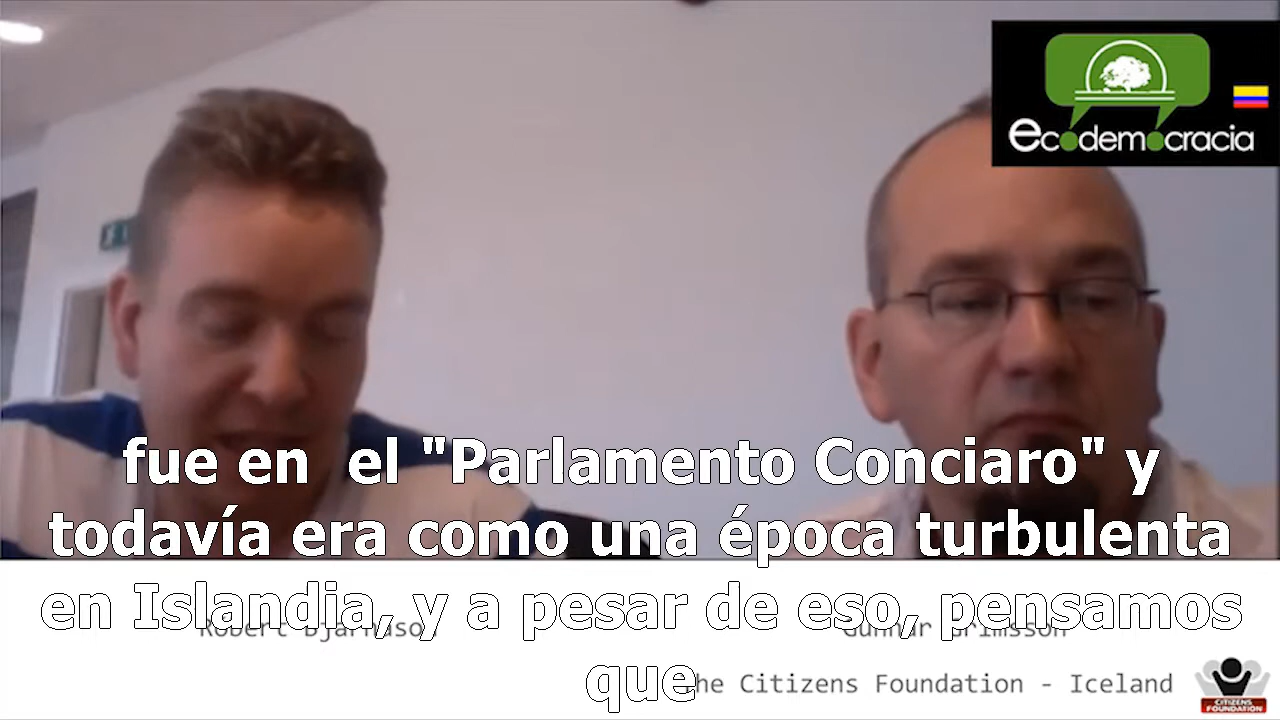 ecodemocracia
fue en  el "Parlamento Conciaro" y
todavía era como una época turbulenta
en Islandia, y a pesar de eso, pensamos
que
Robert Bjarnason
Gunnar Grimsson
The Citizens Foundation - Iceland
CITIZENS
FOUNDATION